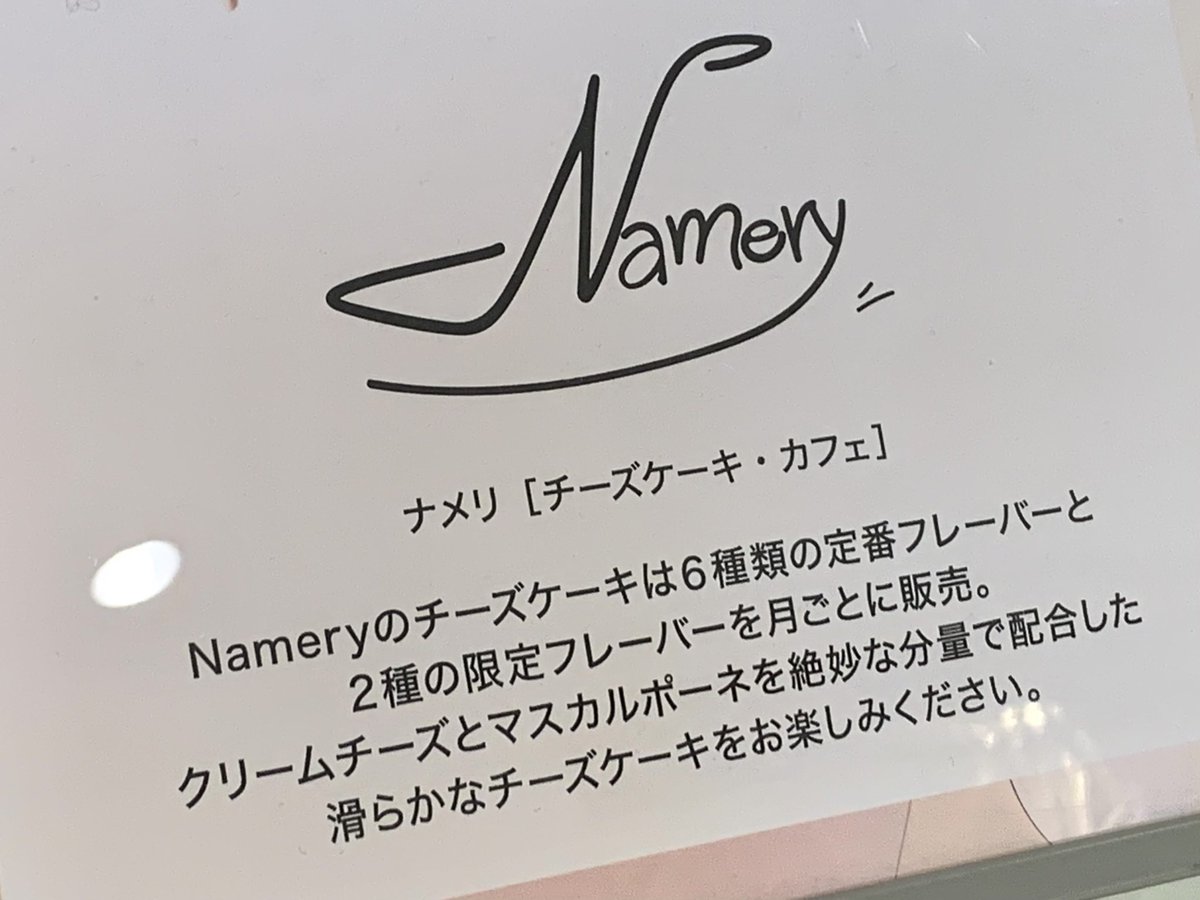 Namery
ナメリ［チーズケーキ・カフェ］
Nameryのチーズケーキは6種類の定番フレーバーと
2種の限定フレーバーを月ごとに販売。
クリームチーズとマスカルポーネを絶妙な分量で配合した
滑らかなチーズケーキをお楽しみください。